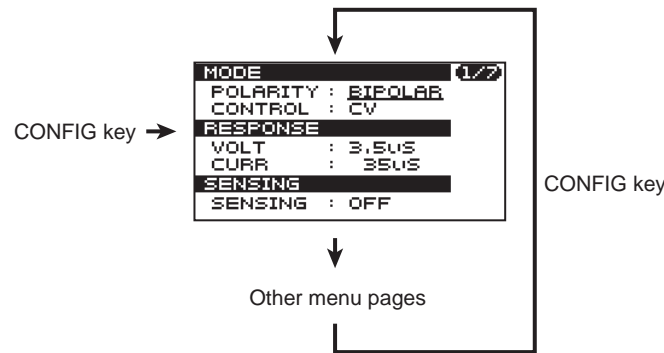 MODE 1/7
POLARITY : BIPOLAR
CONTROL : CV
CONFIG key
RESPONSE
VOLT : 3.5uS
CURR : 35uS
SENSING
SENSING : OFF
CONFIG key
Other menu pages